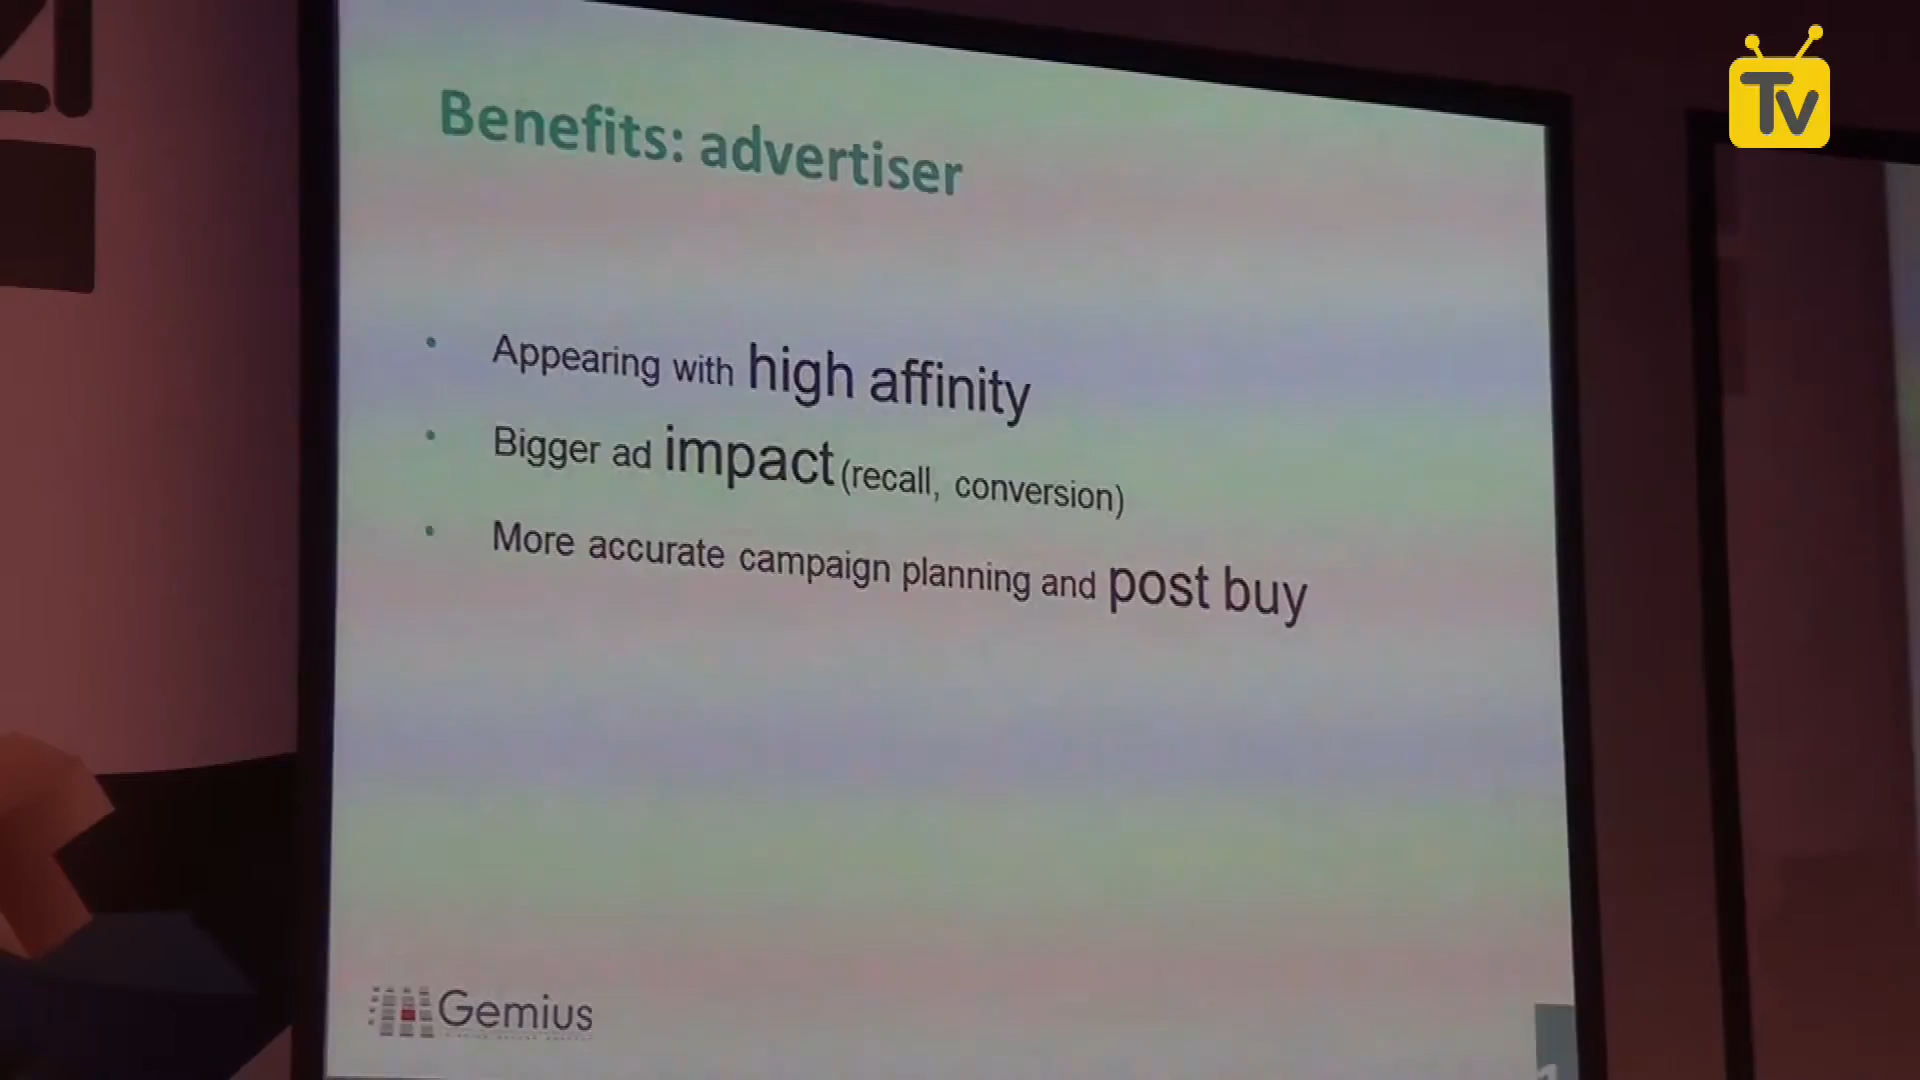 Tv
Benefits: advertiser
• Appearing with high affinity
• Bigger ad impact (recall, conversion)
• More accurate campaign planning and post buy
Gemius